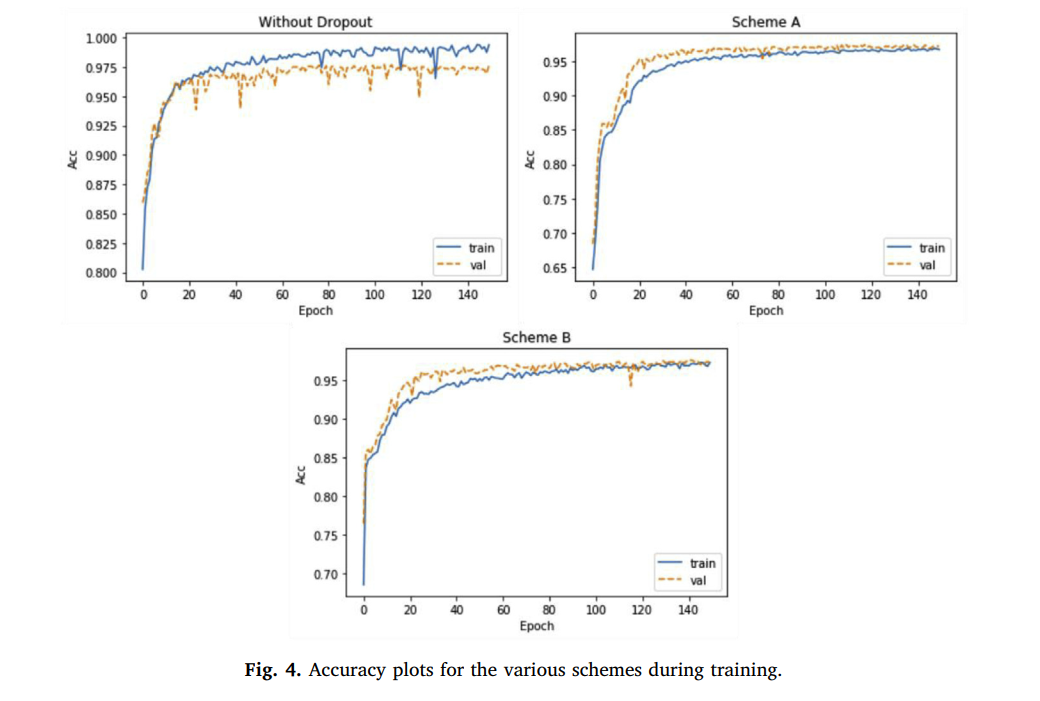 Without Dropout
1.000
0.975
0.950
0.925
0.900
0.875
0.850
0.825
0.800
Acc
0 20 40 60 80 100 120 140
Epoch
train
val
Scheme A
0.95
0.90
0.85
0.80
0.75
0.70
0.65
Acc
0 20 40 60 80 100 120 140
Epoch
train
val
Scheme B
0.95
0.90
0.85
0.80
0.75
0.70
Acc
0 20 40 60 80 100 120 140
Epoch
train
val
Fig. 4. Accuracy plots for the various schemes during training.